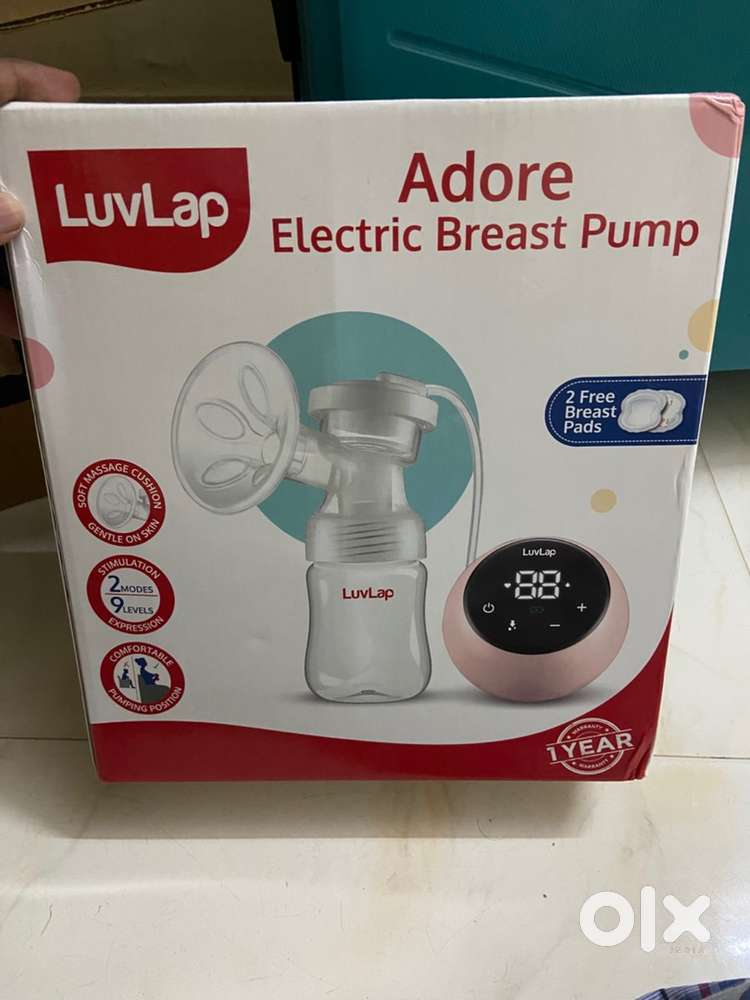 LuvLap
Adore
Electric Breast Pump
2 Free
Breast
Pads
SOFT MASSAGE CUSHION
GENTLE ON SKIN
STIMULATION
2 MODES
9 LEVELS
EXPRESSION
COMFORTABLE
PUMPING POSITION
LuvLap
LuvLap
88
WARRANTY
1 YEAR
WARRANTY
olx